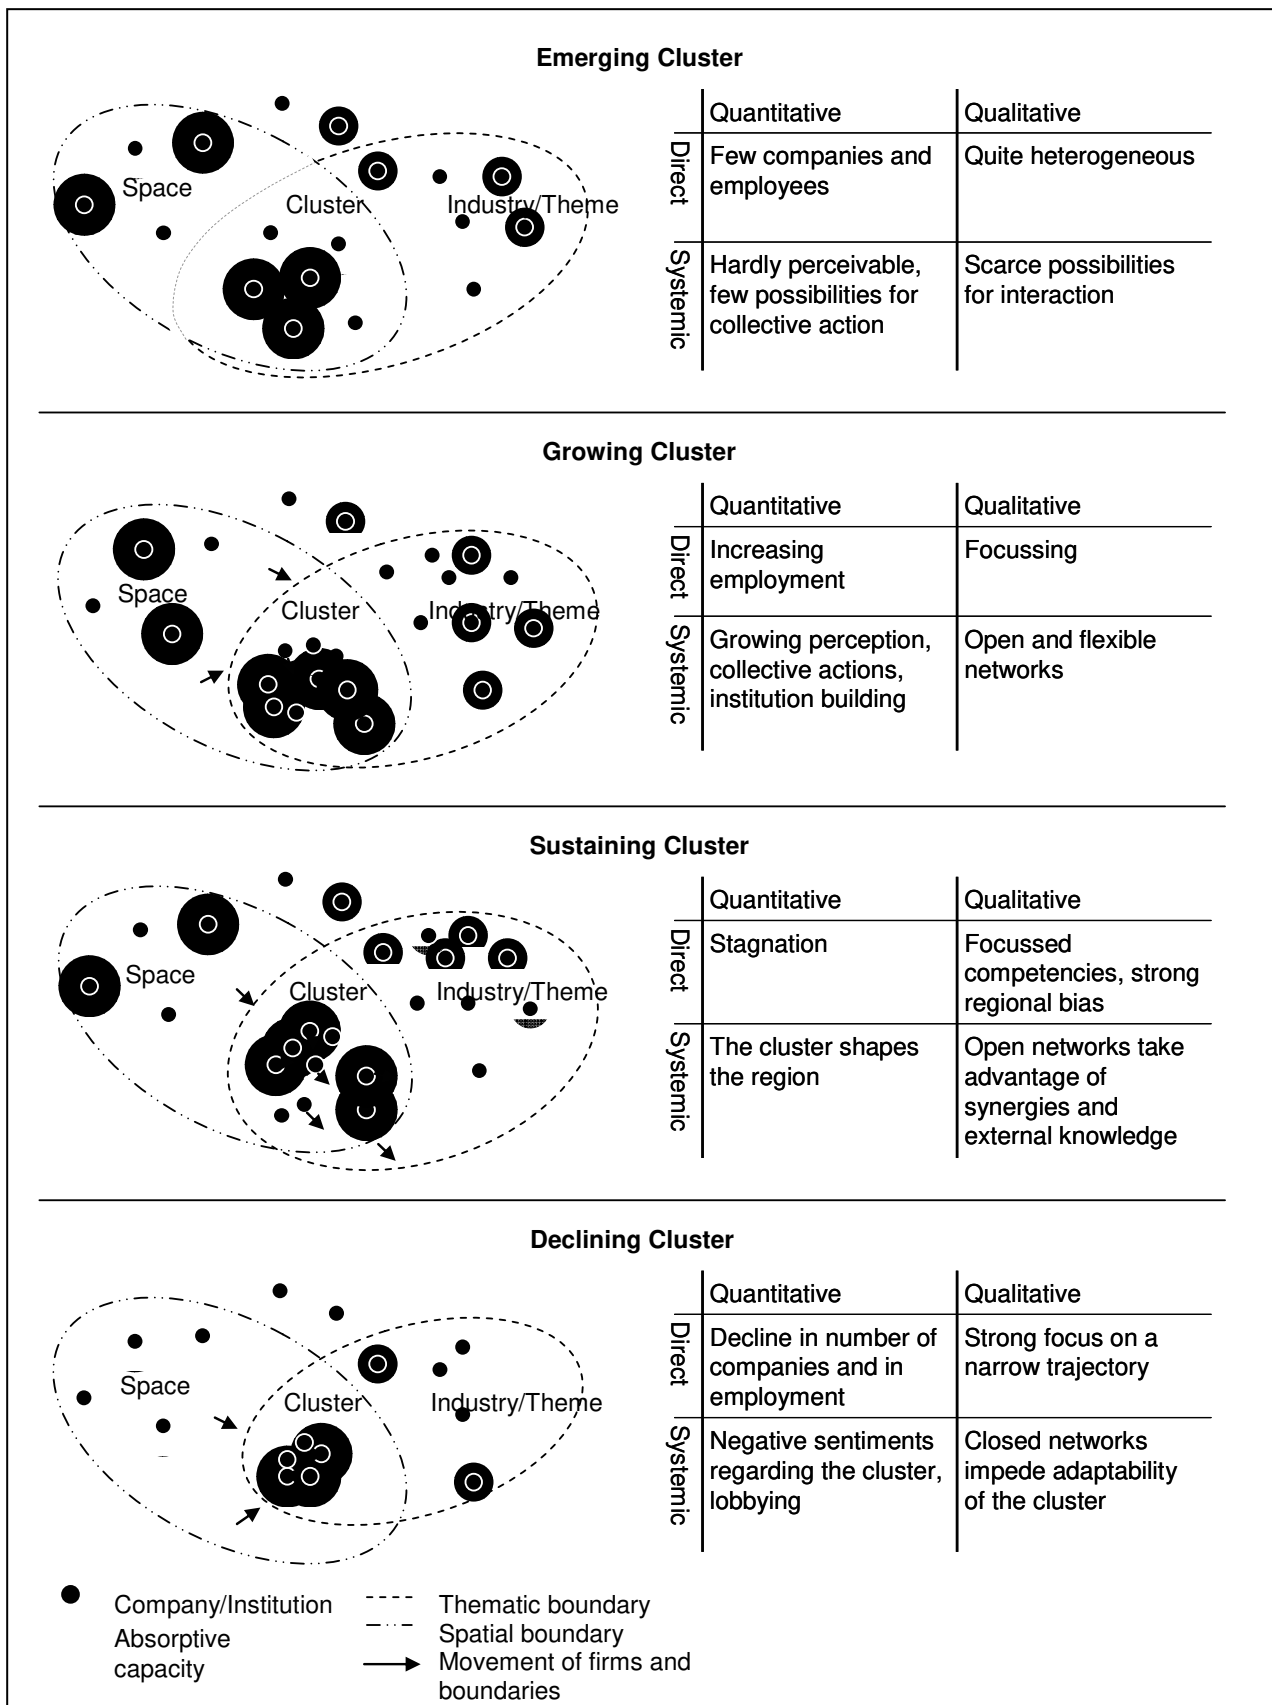 Emerging Cluster
Space
Cluster
Industry/Theme
Quantitative
Qualitative
Direct
Few companies and
employees
Quite heterogeneous
Systemic
Hardly perceivable,
few possibilities for
collective action
Scarce possibilities
for interaction
Growing Cluster
Space
Cluster
Industry/Theme
Quantitative
Qualitative
Direct
Increasing
employment
Focussing
Systemic
Growing perception,
collective actions,
institution building
Open and flexible
networks
Sustaining Cluster
Space
Cluster
Industry/Theme
Quantitative
Qualitative
Direct
Stagnation
Focussed
competencies, strong
regional bias
Systemic
The cluster shapes
the region
Open networks take
advantage of
synergies and
external knowledge
Declining Cluster
Space
Cluster
Industry/Theme
Quantitative
Qualitative
Direct
Decline in number of
companies and in
employment
Strong focus on a
narrow trajectory
Systemic
Negative sentiments
regarding the cluster,
lobbying
Closed networks
impede adaptability
of the cluster
Company/Institution
Absorptive
capacity
Thematic boundary
Spatial boundary
Movement of firms and
boundaries